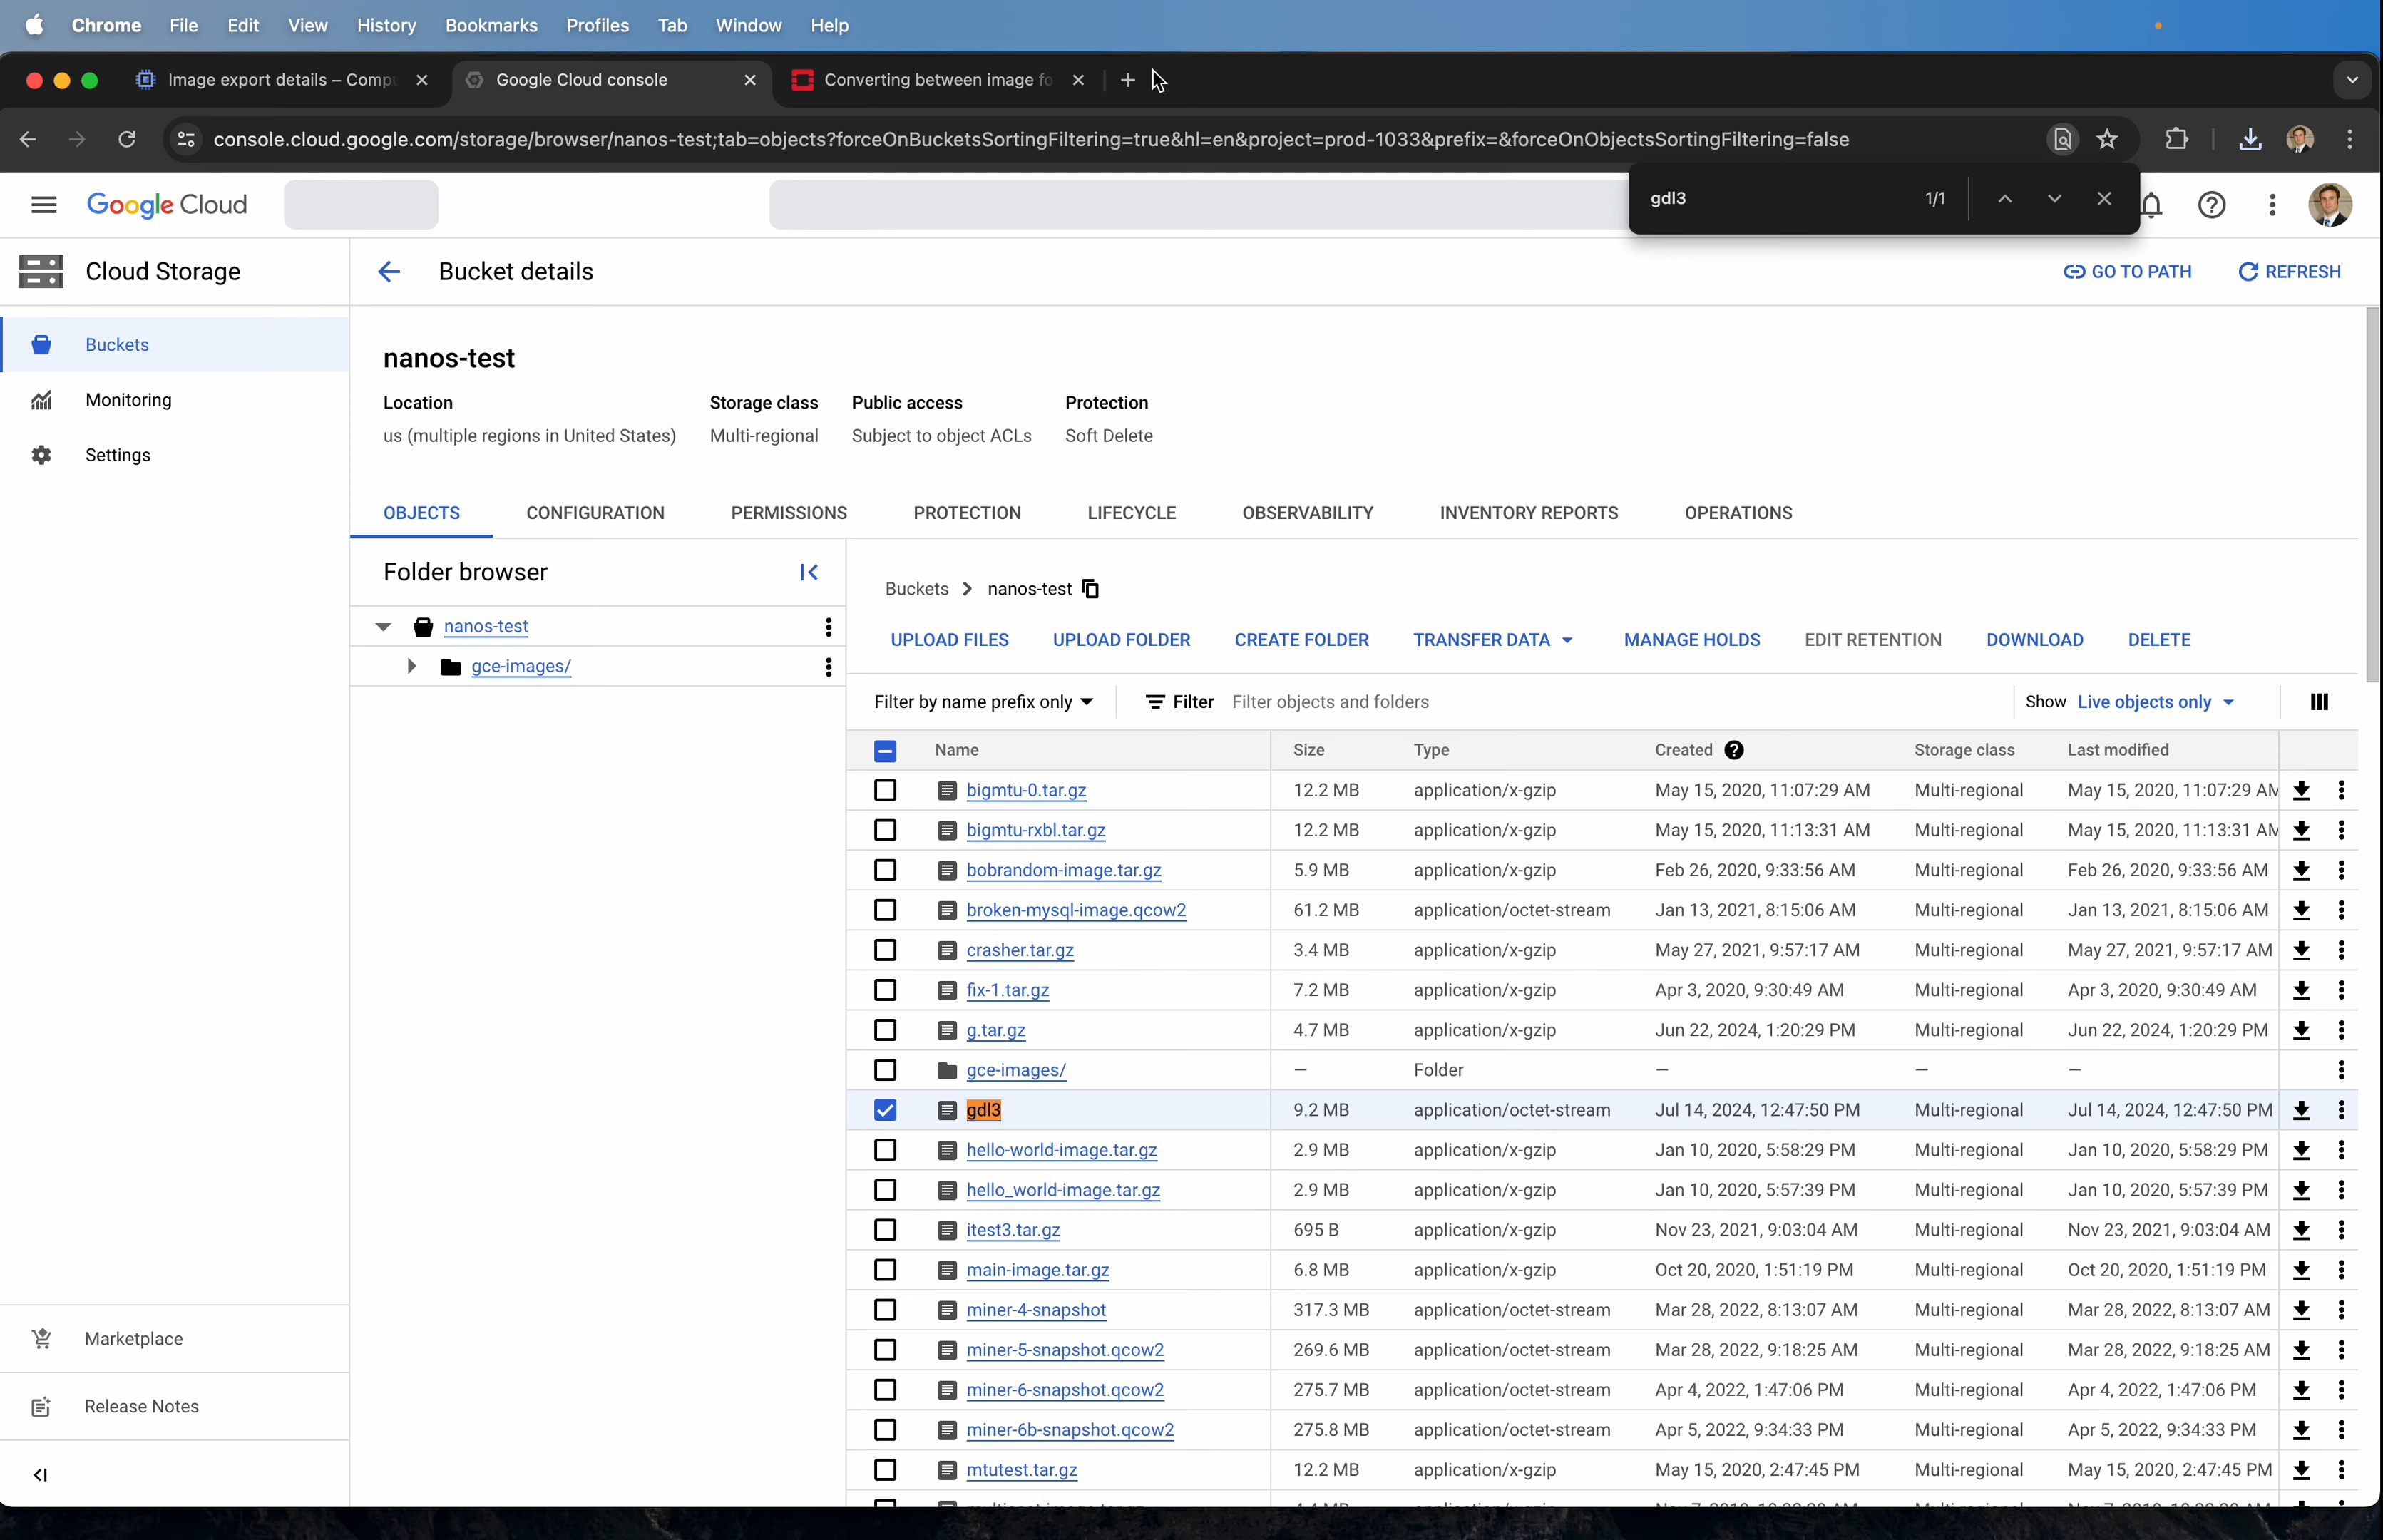 Chrome File Edit View History Bookmarks Profiles Tab Window Help
Image export details – Compu
Google Cloud console
Converting between image fo
console.cloud.google.com/storage/browser/nanos-test;tab=objects?forceOnBucketsSortingFiltering=true&hl=en&project=prod-1033&prefix=&forceOnObjectsSortingFiltering=false
Google Cloud
gdl3 1/1
Cloud Storage
Bucket details
GO TO PATH
REFRESH
Buckets
Monitoring
Settings
nanos-test
Location Storage class Public access Protection
us (multiple regions in United States) Multi-regional Subject to object ACLs Soft Delete
OBJECTS CONFIGURATION PERMISSIONS PROTECTION LIFECYCLE OBSERVABILITY INVENTORY REPORTS OPERATIONS
Folder browser
nanos-test
gce-images/
Buckets > nanos-test
UPLOAD FILES UPLOAD FOLDER CREATE FOLDER TRANSFER DATA MANAGE HOLDS EDIT RETENTION DOWNLOAD DELETE
Filter by name prefix only Filter Filter objects and folders Show Live objects only
Name Size Type Created Storage class Last modified
bigmtu-0.tar.gz 12.2 MB application/x-gzip May 15, 2020, 11:07:29 AM Multi-regional May 15, 2020, 11:07:29 AM
bigmtu-rxbl.tar.gz 12.2 MB application/x-gzip May 15, 2020, 11:13:31 AM Multi-regional May 15, 2020, 11:13:31 AM
bobrandom-image.tar.gz 5.9 MB application/x-gzip Feb 26, 2020, 9:33:56 AM Multi-regional Feb 26, 2020, 9:33:56 AM
broken-mysql-image.qcow2 61.2 MB application/octet-stream Jan 13, 2021, 8:15:06 AM Multi-regional Jan 13, 2021, 8:15:06 AM
crasher.tar.gz 3.4 MB application/x-gzip May 27, 2021, 9:57:17 AM Multi-regional May 27, 2021, 9:57:17 AM
fix-1.tar.gz 7.2 MB application/x-gzip Apr 3, 2020, 9:30:49 AM Multi-regional Apr 3, 2020, 9:30:49 AM
g.tar.gz 4.7 MB application/x-gzip Jun 22, 2024, 1:20:29 PM Multi-regional Jun 22, 2024, 1:20:29 PM
gce-images/ — Folder — — —
gdl3 9.2 MB application/octet-stream Jul 14, 2024, 12:47:50 PM Multi-regional Jul 14, 2024, 12:47:50 PM
hello-world-image.tar.gz 2.9 MB application/x-gzip Jan 10, 2020, 5:58:29 PM Multi-regional Jan 10, 2020, 5:58:29 PM
hello_world-image.tar.gz 2.9 MB application/x-gzip Jan 10, 2020, 5:57:39 PM Multi-regional Jan 10, 2020, 5:57:39 PM
itest3.tar.gz 695 B application/x-gzip Nov 23, 2021, 9:03:04 AM Multi-regional Nov 23, 2021, 9:03:04 AM
main-image.tar.gz 6.8 MB application/x-gzip Oct 20, 2020, 1:51:19 PM Multi-regional Oct 20, 2020, 1:51:19 PM
miner-4-snapshot 317.3 MB application/octet-stream Mar 28, 2022, 8:13:07 AM Multi-regional Mar 28, 2022, 8:13:07 AM
miner-5-snapshot.qcow2 269.6 MB application/octet-stream Mar 28, 2022, 9:18:25 AM Multi-regional Mar 28, 2022, 9:18:25 AM
miner-6-snapshot.qcow2 275.7 MB application/octet-stream Apr 4, 2022, 1:47:06 PM Multi-regional Apr 4, 2022, 1:47:06 PM
miner-6b-snapshot.qcow2 275.8 MB application/octet-stream Apr 5, 2022, 9:34:33 PM Multi-regional Apr 5, 2022, 9:34:33 PM
mtutest.tar.gz 12.2 MB application/x-gzip May 15, 2020, 2:47:45 PM Multi-regional May 15, 2020, 2:47:45 PM
Marketplace
Release Notes